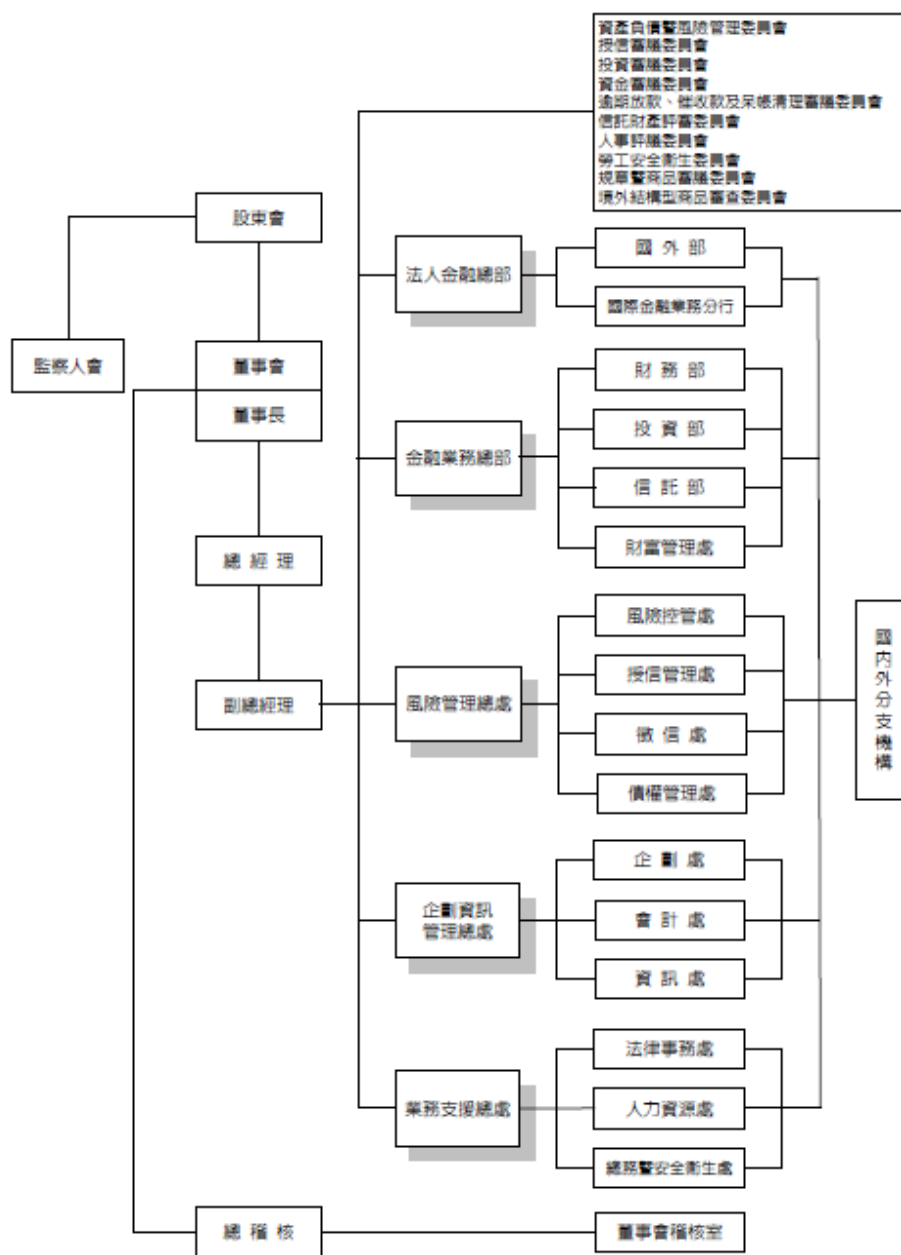 資產負債暨風險管理委員會
授信審議委員會
投資審議委員會
資金審議委員會
逾期放款、催收款及呆帳清理審議委員會
信託財產評審委員會
人事評議委員會
勞工安全衛生委員會
規章暨商品審議委員會
境外結構型商品審查委員會
股東會
監察人會
董事會
董事長
總經理
副總經理
法人金融總部
國外部
國際金融業務分行
金融業務總部
財務部
投資部
信託部
財富管理處
風險管理總處
風險控管處
授信管理處
徵信處
債權管理處
企劃資訊
管理總處
企劃處
會計處
資訊處
業務支援總處
法律事務處
人力資源處
總務暨安全衛生處
國內外分支機構
總稽核
董事會稽核室